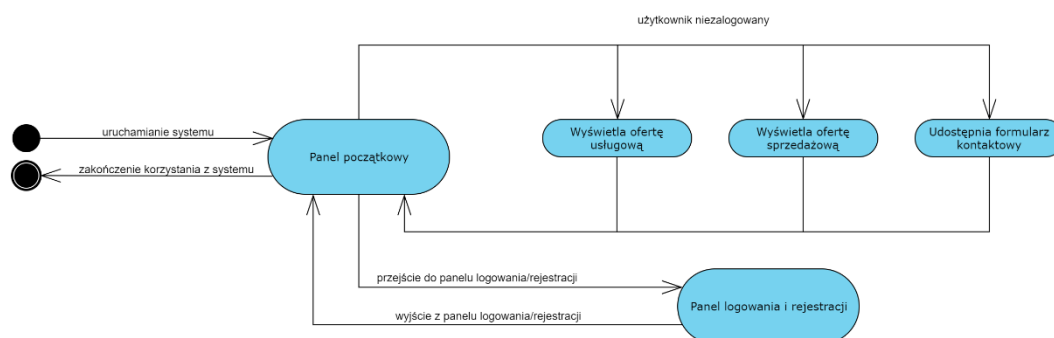 użytkownik niezalogowany
uruchamianie systemu
zakończenie korzystania z systemu
Panel początkowy
Wyświetla ofertę
usługową
Wyświetla ofertę
sprzedażową
Udostępnia formularz
kontaktowy
przejście do panelu logowania/rejestracji
wyjście z panelu logowania/rejestracji
Panel logowania i rejestracji